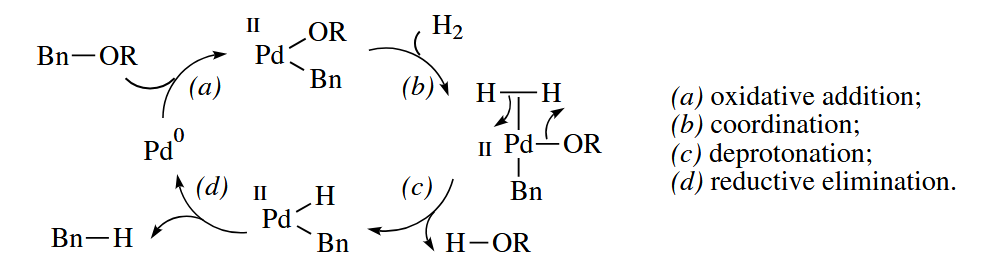 Bn—OR
(a)
II
Pd
OR
Bn
H₂
(b)
H—H
II Pd—OR
Bn
(c)
H—OR
II
Pd
H
Bn
(d)
Bn—H
Pd⁰
(a) oxidative addition;
(b) coordination;
(c) deprotonation;
(d) reductive elimination.